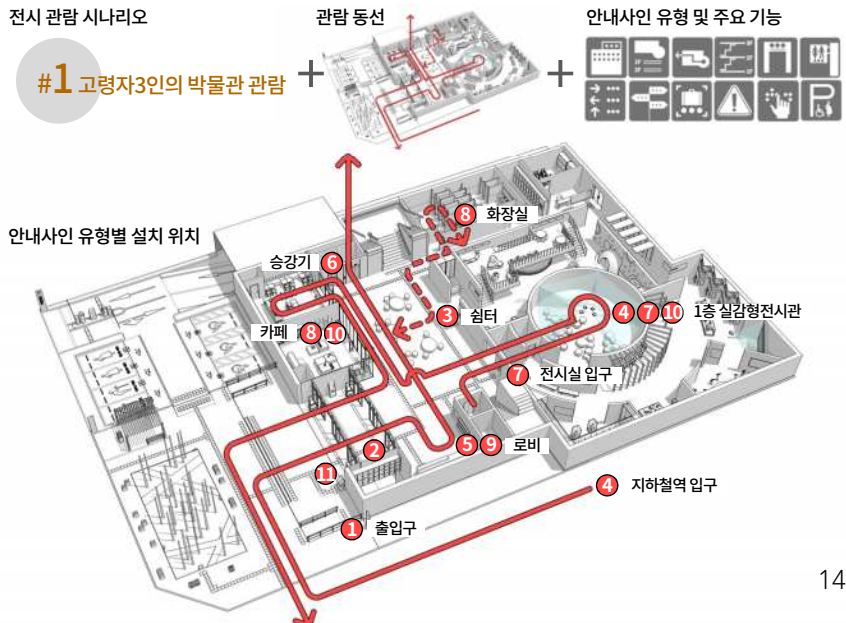 전시 관람 시나리오
관람 동선
안내사인 유형 및 주요 기능
#1 고령자3인의 박물관 관람
+
+
안내사인 유형별 설치 위치
8 화장실
승강기 6
3 쉼터
4 7 10 1층 실감형전시관
카페 8 10
7 전시실 입구
2
5 9 로비
11
4 지하철역 입구
1 출입구
14